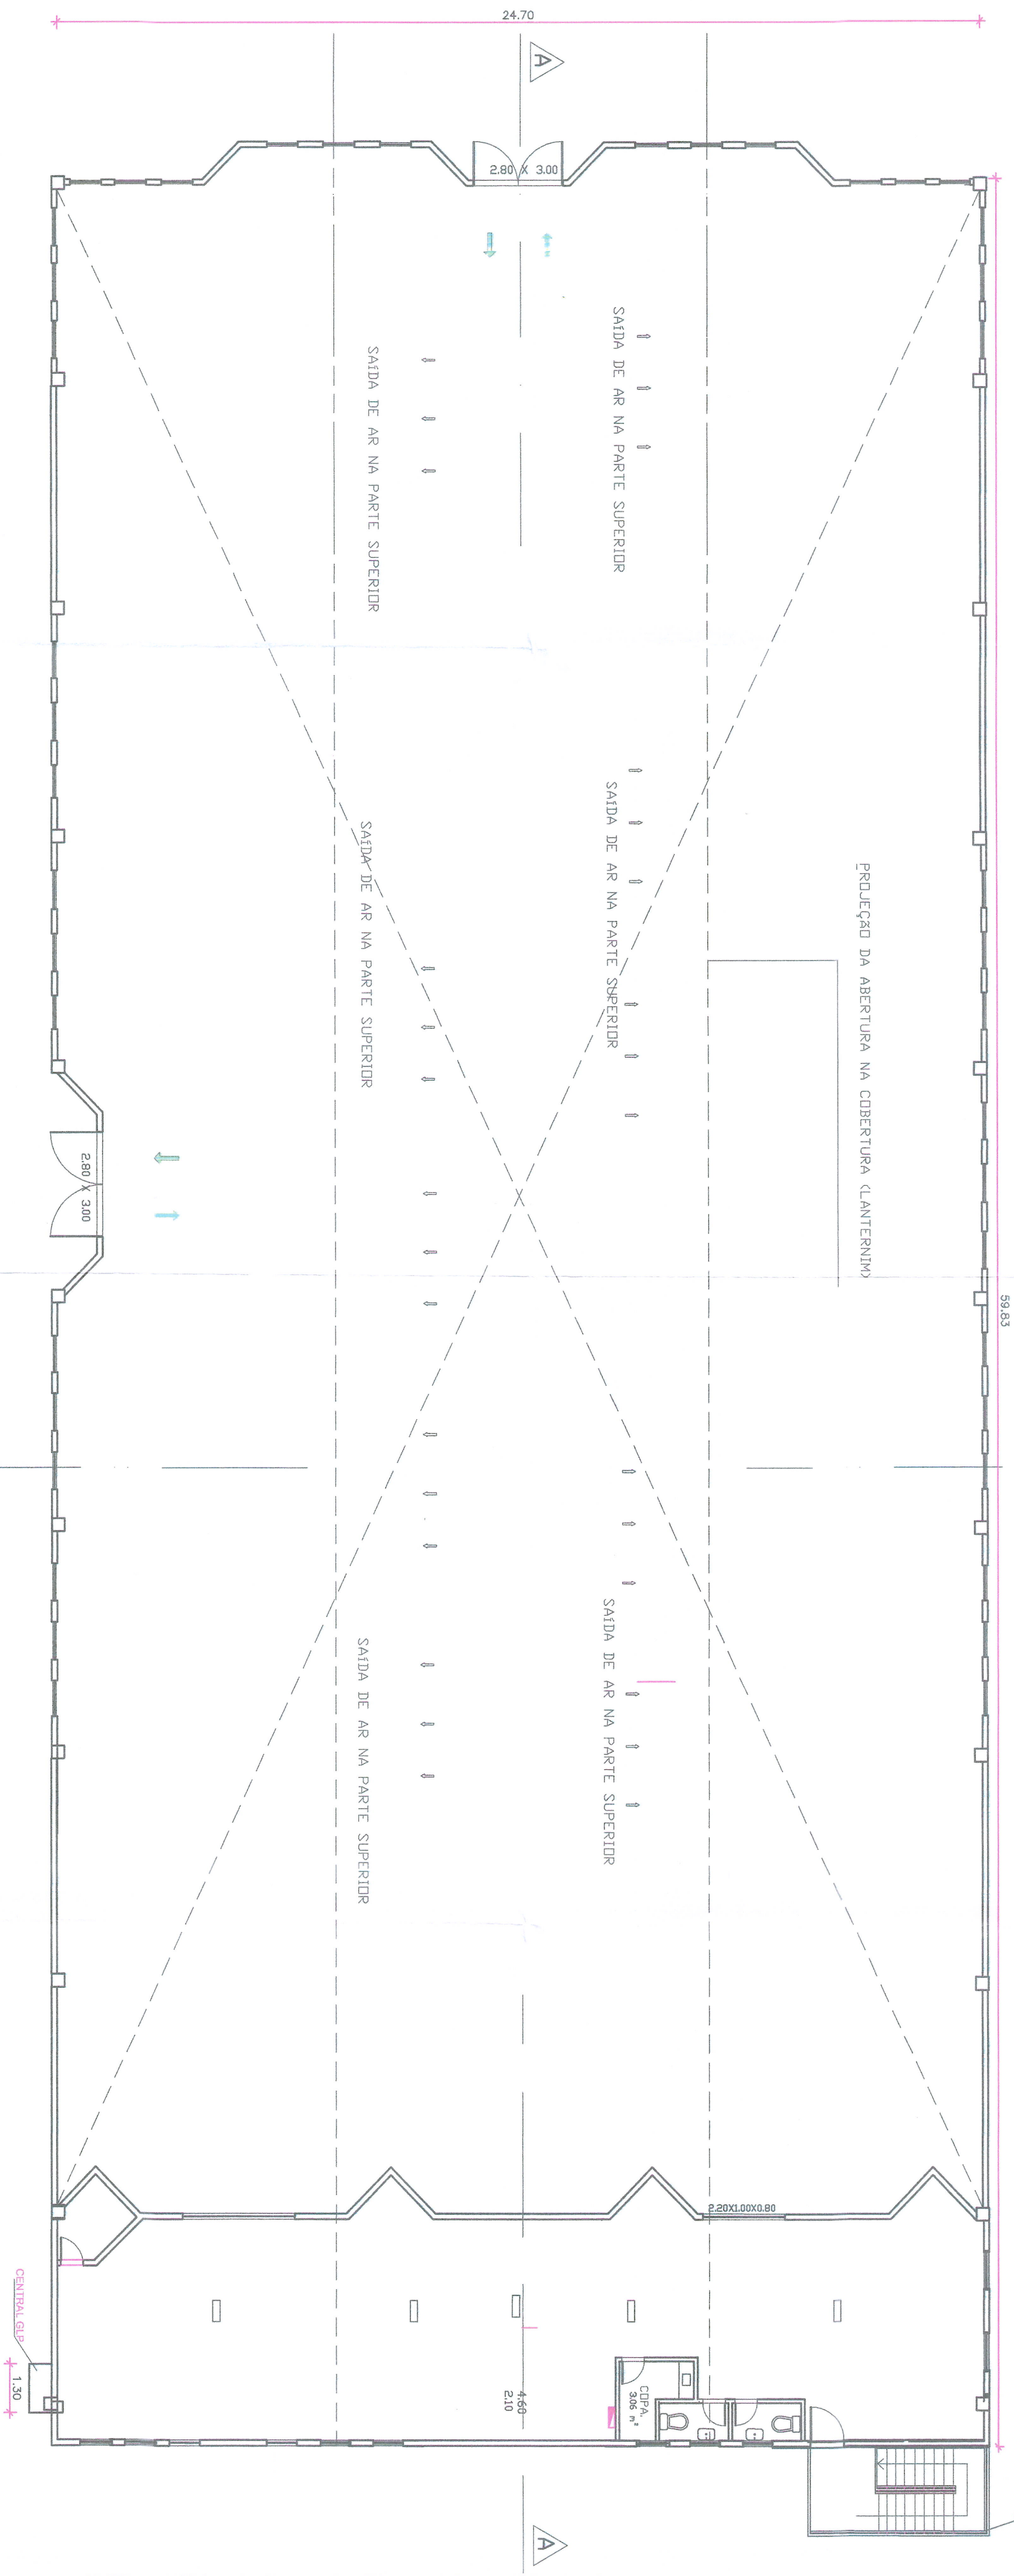 24.70
A
2.80 X 3.00
SAÍDA DE AR NA PARTE SUPERIOR
SAÍDA DE AR NA PARTE SUPERIOR
SAÍDA DE AR NA PARTE SUPERIOR
SAÍDA DE AR NA PARTE SUPERIOR
PROJEÇÃO DA ABERTURA NA COBERTURA (LANTERNIM)
2.80 X 3.00
59.83
SAÍDA DE AR NA PARTE SUPERIOR
SAÍDA DE AR NA PARTE SUPERIOR
2.20X1.00X0.80
CENTRAL GLP
1.30
4.60
2.10
COPA.
3.06 m²
A